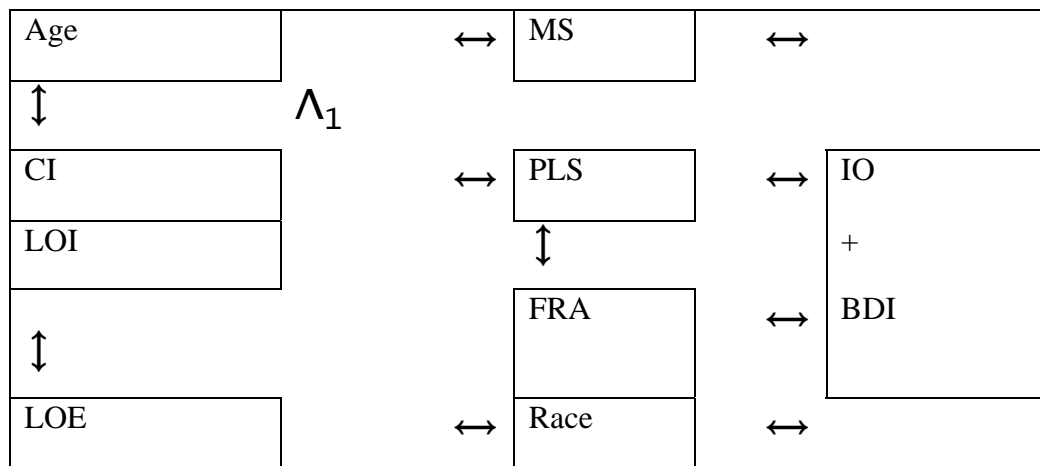 Age ↔ MS ↔
↕ Λ1
CI ↔ PLS ↔ IO
LOI ↕ +
FRA ↔ BDI
↕
LOE ↔ Race ↔